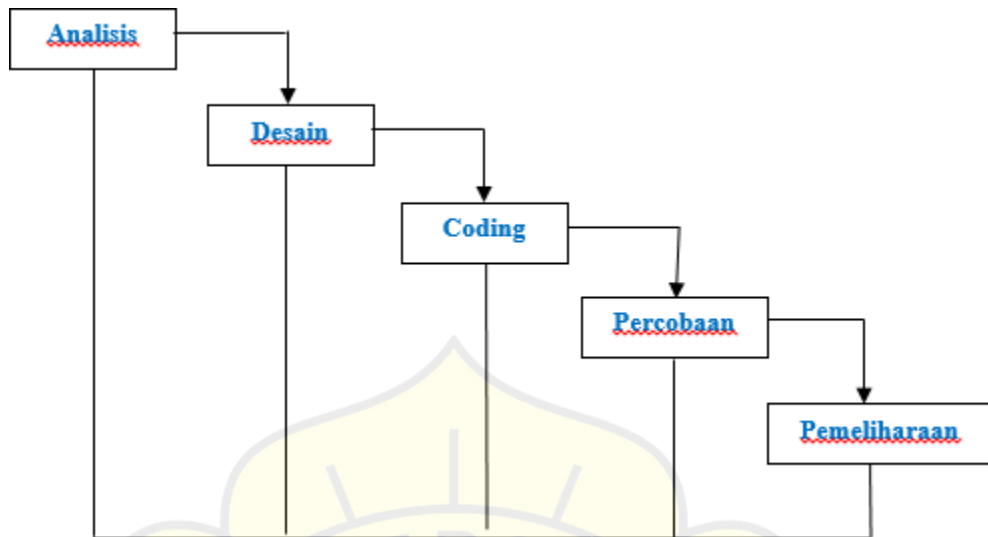 Analisis
Desain
Coding
Percobaan
Pemeliharaan